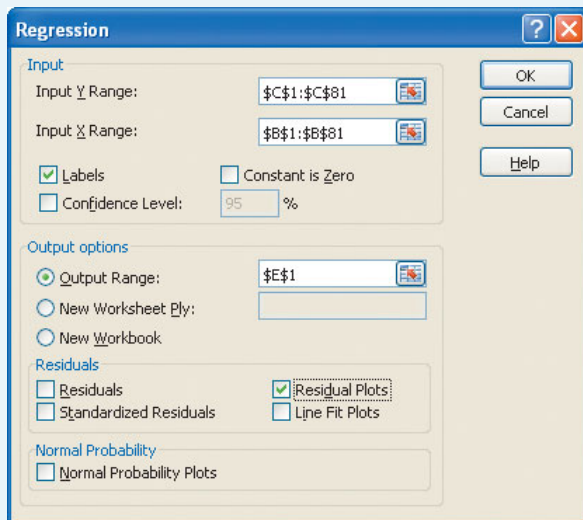 Regression
Input
Input Y Range:
$C$1:$C$81
Input X Range:
$B$1:$B$81
Labels
Constant is Zero
Confidence Level:
95
%
Output options
Output Range:
$E$1
New Worksheet Ply:
New Workbook
Residuals
Residuals
Residual Plots
Standardized Residuals
Line Fit Plots
Normal Probability
Normal Probability Plots
OK
Cancel
Help